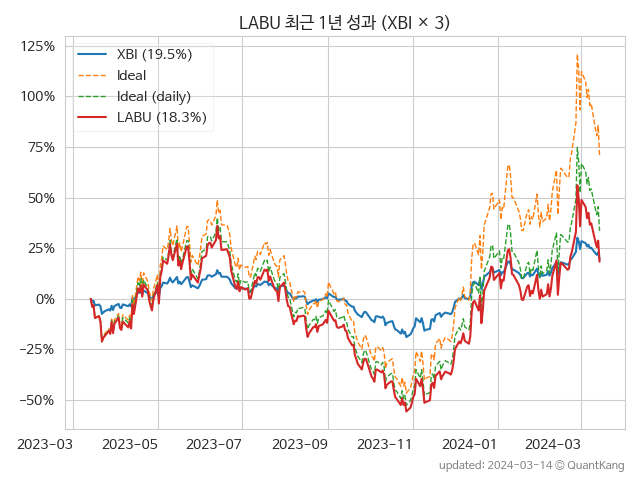 LABU 최근 1년 성과 (XBI × 3)
125%
100%
75%
50%
25%
0%
−25%
−50%
XBI (19.5%)
Ideal
Ideal (daily)
LABU (18.3%)
2023-03
2023-05
2023-07
2023-09
2023-11
2024-01
2024-03
updated: 2024-03-14 ⓒ QuantKang